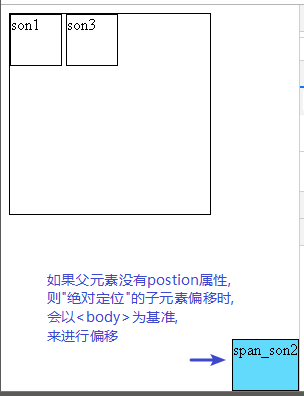 son1 son3
如果父元素没有postion属性,
则"绝对定位"的子元素偏移时,
会以<body>为基准,
来进行偏移
span_son2